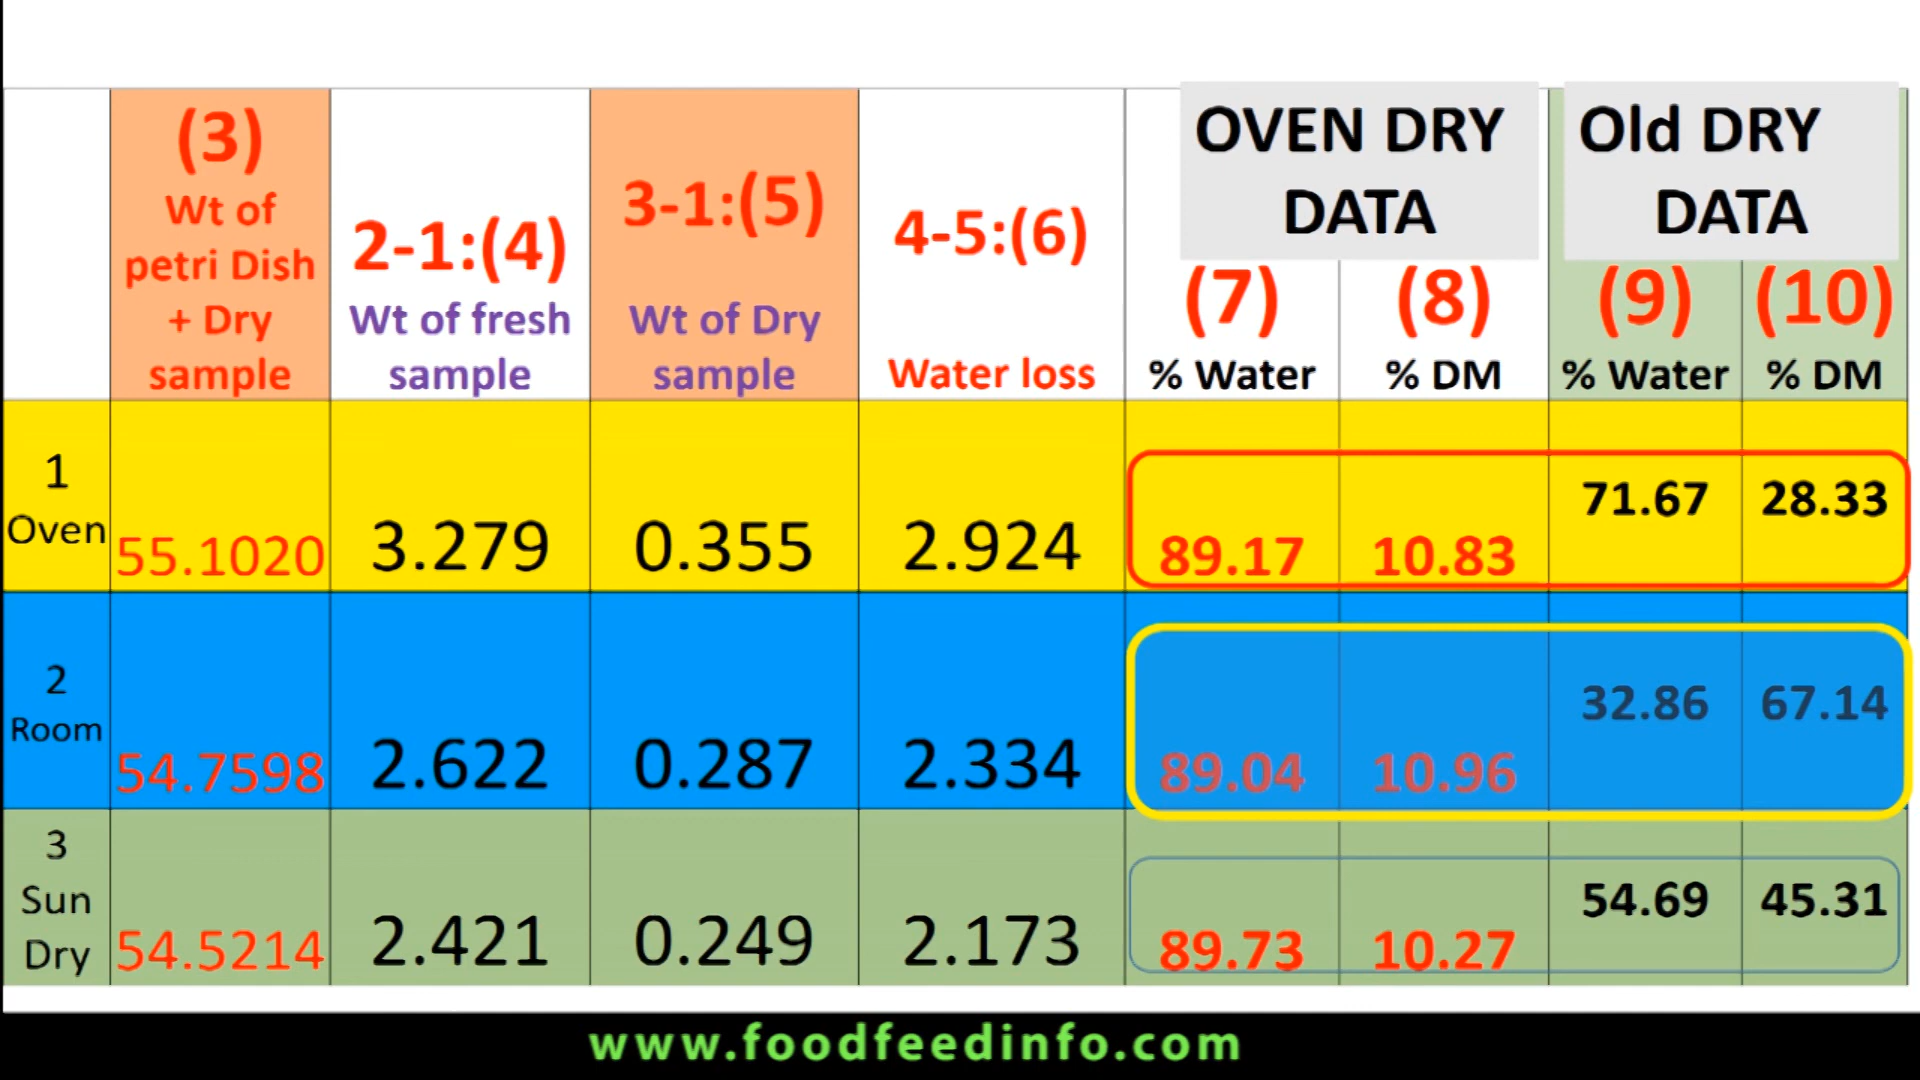 OVEN DRY DATA
Old DRY DATA
(3)
Wt of
petri Dish
+ Dry
sample
2-1:(4)
Wt of fresh
sample
3-1:(5)
Wt of Dry
sample
4-5:(6)
Water loss
(7)
% Water
(8)
% DM
(9)
% Water
(10)
% DM
1
Oven
55.1020 3.279 0.355 2.924 89.17 10.83 71.67 28.33
2
Room
54.7598 2.622 0.287 2.334 89.04 10.96 32.86 67.14
3
Sun
Dry
54.5214 2.421 0.249 2.173 89.73 10.27 54.69 45.31
www.foodfeedinfo.com